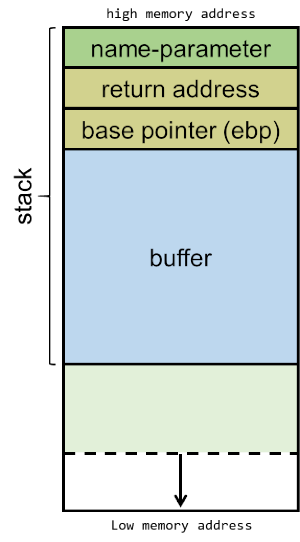 high memory address
name-parameter
return address
base pointer (ebp)
stack
buffer
Low memory address